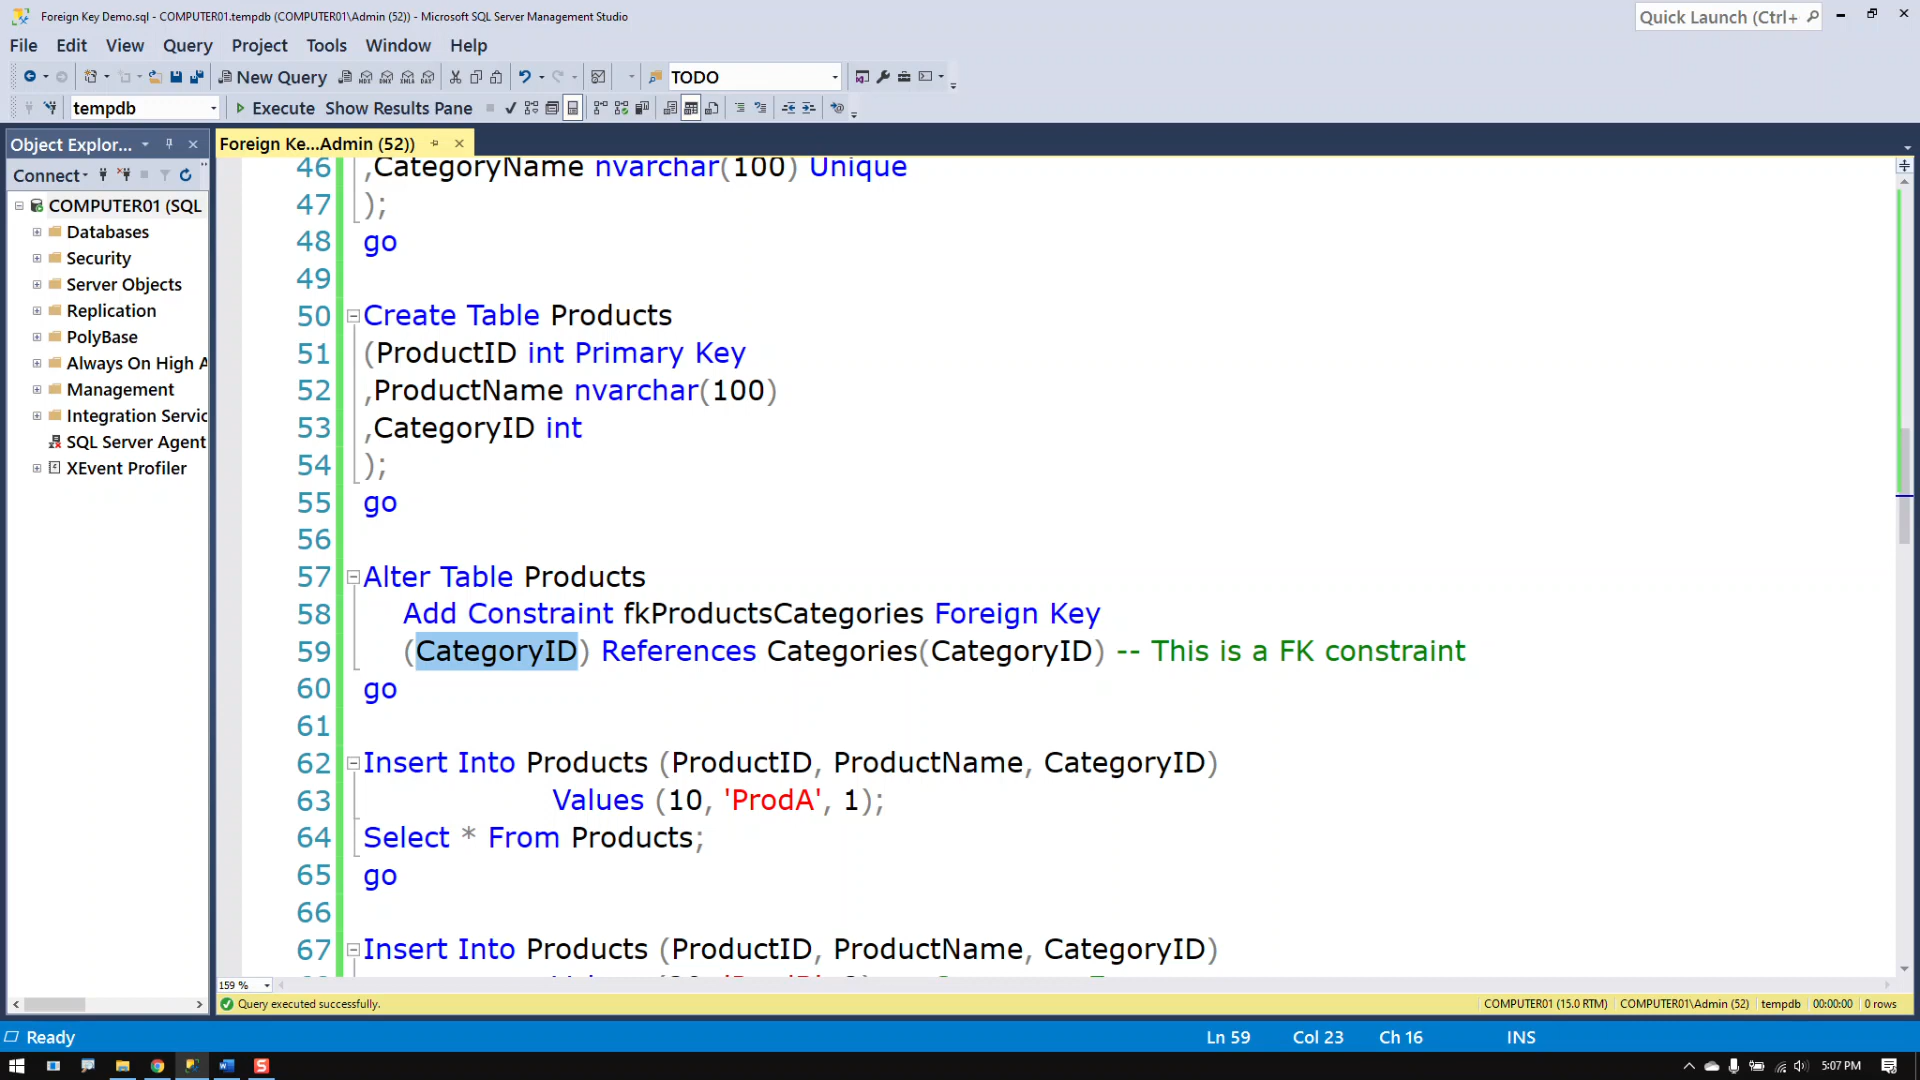 Foreign Key Demo.sql - COMPUTER01.tempdb (COMPUTER01\Admin (52)) - Microsoft SQL Server Management Studio
Quick Launch (Ctrl+
File Edit View Query Project Tools Window Help
New Query
TODO
tempdb
Execute Show Results Pane
Object Explor...
Foreign Ke...Admin (52))
Connect
COMPUTER01 (SQL
Databases
Security
Server Objects
Replication
PolyBase
Always On High A
Management
Integration Servic
SQL Server Agent
XEvent Profiler
46 ,CategoryName nvarchar(100) Unique
47 );
48 go
49
50 Create Table Products
51 (ProductID int Primary Key
52 ,ProductName nvarchar(100)
53 ,CategoryID int
54 );
55 go
56
57 Alter Table Products
58 Add Constraint fkProductsCategories Foreign Key
59 (CategoryID) References Categories(CategoryID) -- This is a FK constraint
60 go
61
62 Insert Into Products (ProductID, ProductName, CategoryID)
63 Values (10, 'ProdA', 1);
64 Select * From Products;
65 go
66
67 Insert Into Products (ProductID, ProductName, CategoryID)
159 %
Query executed successfully.
COMPUTER01 (15.0 RTM) COMPUTER01\Admin (52) tempdb 00:00:00 0 rows
Ready
Ln 59 Col 23 Ch 16 INS
5:07 PM